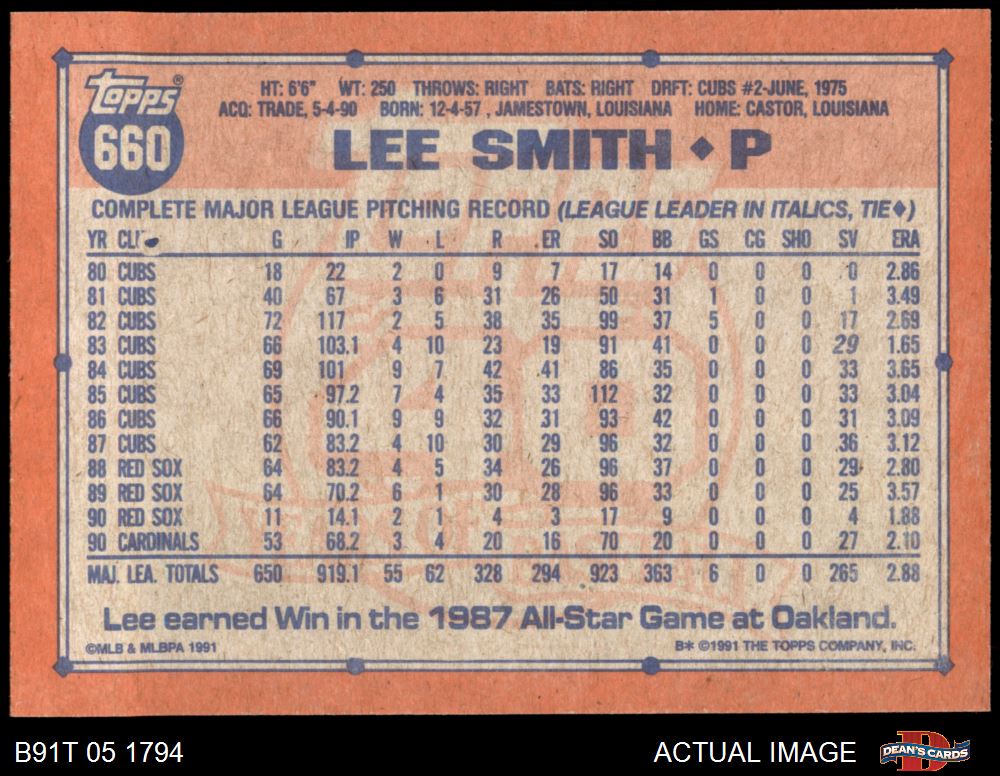 Topps®
660
HT: 6'6" WT: 250 THROWS: RIGHT BATS: RIGHT DRFT: CUBS #2-JUNE, 1975
ACQ: TRADE, 5-4-90 BORN: 12-4-57, JAMESTOWN, LOUISIANA HOME: CASTOR, LOUISIANA
LEE SMITH ♦ P
COMPLETE MAJOR LEAGUE PITCHING RECORD (LEAGUE LEADER IN ITALICS, TIE♦)
YR G IP W L R ER SO BB GS CG SHO SV ERA
80 CUBS 18 22 2 0 9 7 17 14 0 0 0 0 2.86
81 CUBS 40 67 3 6 31 26 50 31 1 0 0 1 3.49
82 CUBS 72 117 2 5 38 35 99 37 5 0 0 17 2.69
83 CUBS 66 103.1 4 10 23 19 91 41 0 0 0 29 1.65
84 CUBS 69 101 9 7 42 41 86 35 0 0 0 33 3.65
85 CUBS 65 97.2 7 4 35 33 112 32 0 0 0 33 3.04
86 CUBS 66 90.1 9 9 32 31 93 42 0 0 0 31 3.09
87 CUBS 62 83.2 4 10 30 29 96 32 0 0 0 36 3.12
88 RED SOX 64 83.2 4 5 34 26 96 37 0 0 0 29 2.80
89 RED SOX 64 70.2 6 1 30 28 96 33 0 0 0 25 3.57
90 RED SOX 11 14.1 2 1 4 3 17 9 0 0 0 4 1.88
90 CARDINALS 53 68.2 3 4 20 16 70 20 0 0 0 27 2.10
MAJ. LEA. TOTALS 650 919.1 55 62 328 294 923 363 6 0 0 265 2.88
Lee earned Win in the 1987 All-Star Game at Oakland.
©MLB & MLBPA 1991 B* ©1991 THE TOPPS COMPANY, INC.
B91T 05 1794 ACTUAL IMAGE DEAN'S CARDS